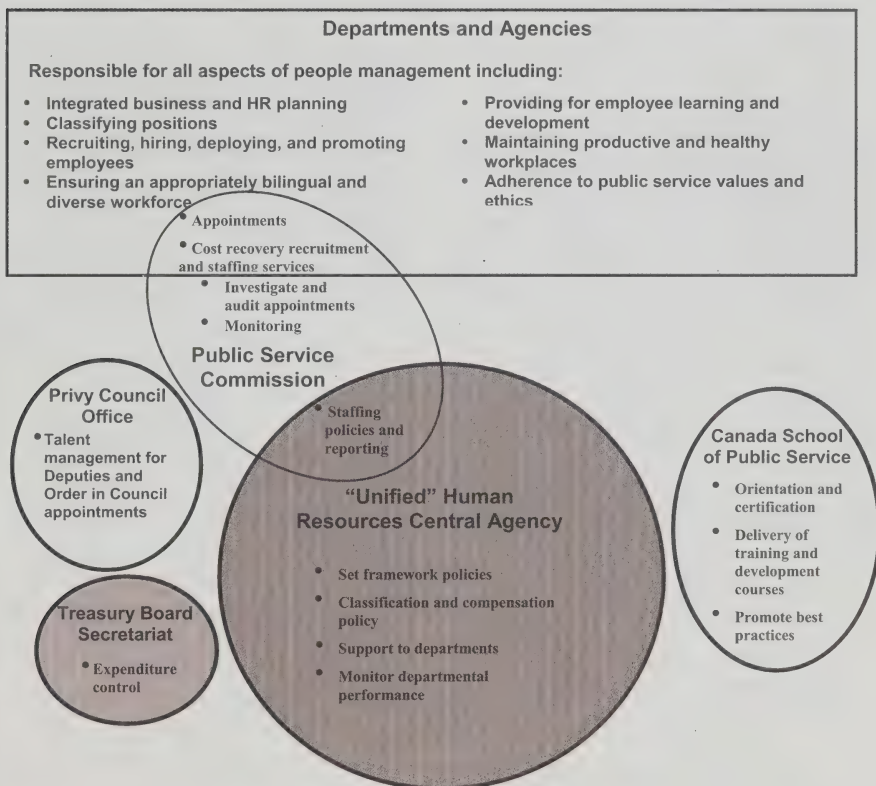 Departments and Agencies
Responsible for all aspects of people management including:
• Integrated business and HR planning
• Classifying positions
• Recruiting, hiring, deploying, and promoting
employees
• Ensuring an appropriately bilingual and
diverse workforce
• Providing for employee learning and
development
• Maintaining productive and healthy
workplaces
• Adherence to public service values and
ethics
• Appointments
• Cost recovery recruitment
and staffing services
• Investigate and
audit appointments
• Monitoring
Public Service
Commission
• Staffing
policies and
reporting
Privy Council
Office
• Talent
management for
Deputies and
Order in Council
appointments
Canada School
of Public Service
• Orientation and
certification
• Delivery of
training and
development
courses
• Promote best
practices
“Unified” Human
Resources Central Agency
• Set framework policies
• Classification and compensation
policy
• Support to departments
• Monitor departmental
performance
Treasury Board
Secretariat
• Expenditure
control